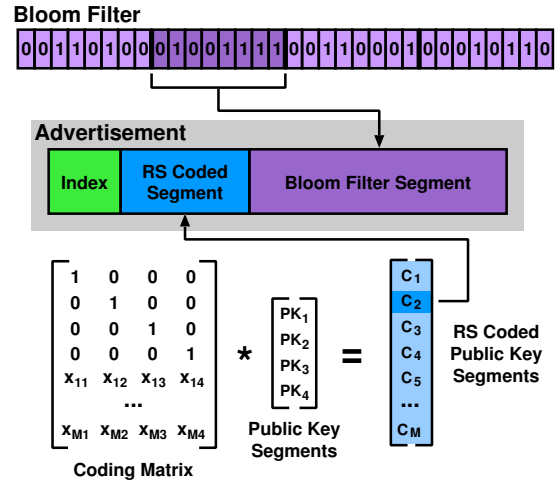 Bloom Filter
0 0 1 1 0 1 0 0 0 1 0 0 1 1 1 1 0 0 1 1 0 0 0 1 0 0 0 1 0 1 1 0
Advertisement
Index
RS Coded
Segment
Bloom Filter Segment
1 0 0 0
0 1 0 0
0 0 1 0
0 0 0 1
x11 x12 x13 x14
...
xM1 xM2 xM3 xM4
Coding Matrix
*
PK1
PK2
PK3
PK4
Public Key
Segments
=
C1
C2
C3
C4
C5
...
CM
RS Coded
Public Key
Segments